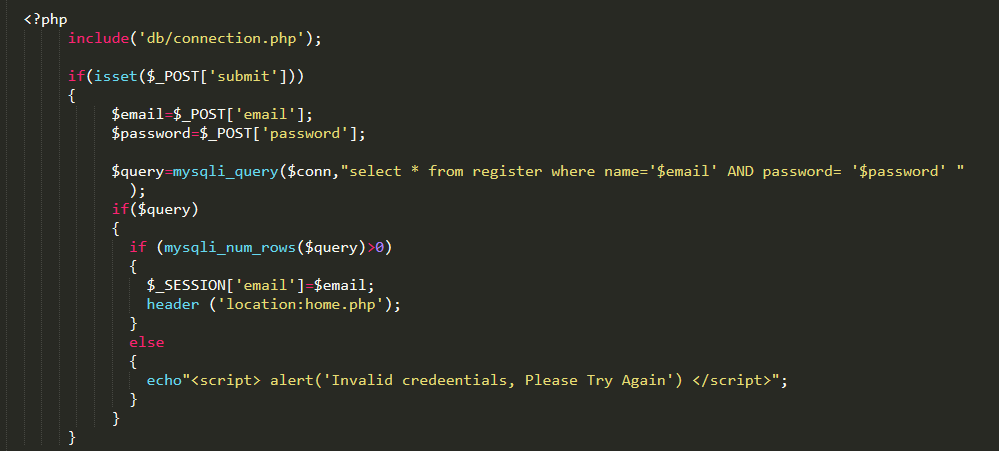 <?php
include('db/connection.php');
if(isset($_POST['submit']))
{
$email=$_POST['email'];
$password=$_POST['password'];
$query=mysqli_query($conn,"select * from register where name='$email' AND password= '$password' "
);
if($query)
{
if (mysqli_num_rows($query)>0)
{
$_SESSION['email']=$email;
header ('location:home.php');
}
else
{
echo"<script> alert('Invalid credeentials, Please Try Again') </script>";
}
}
}